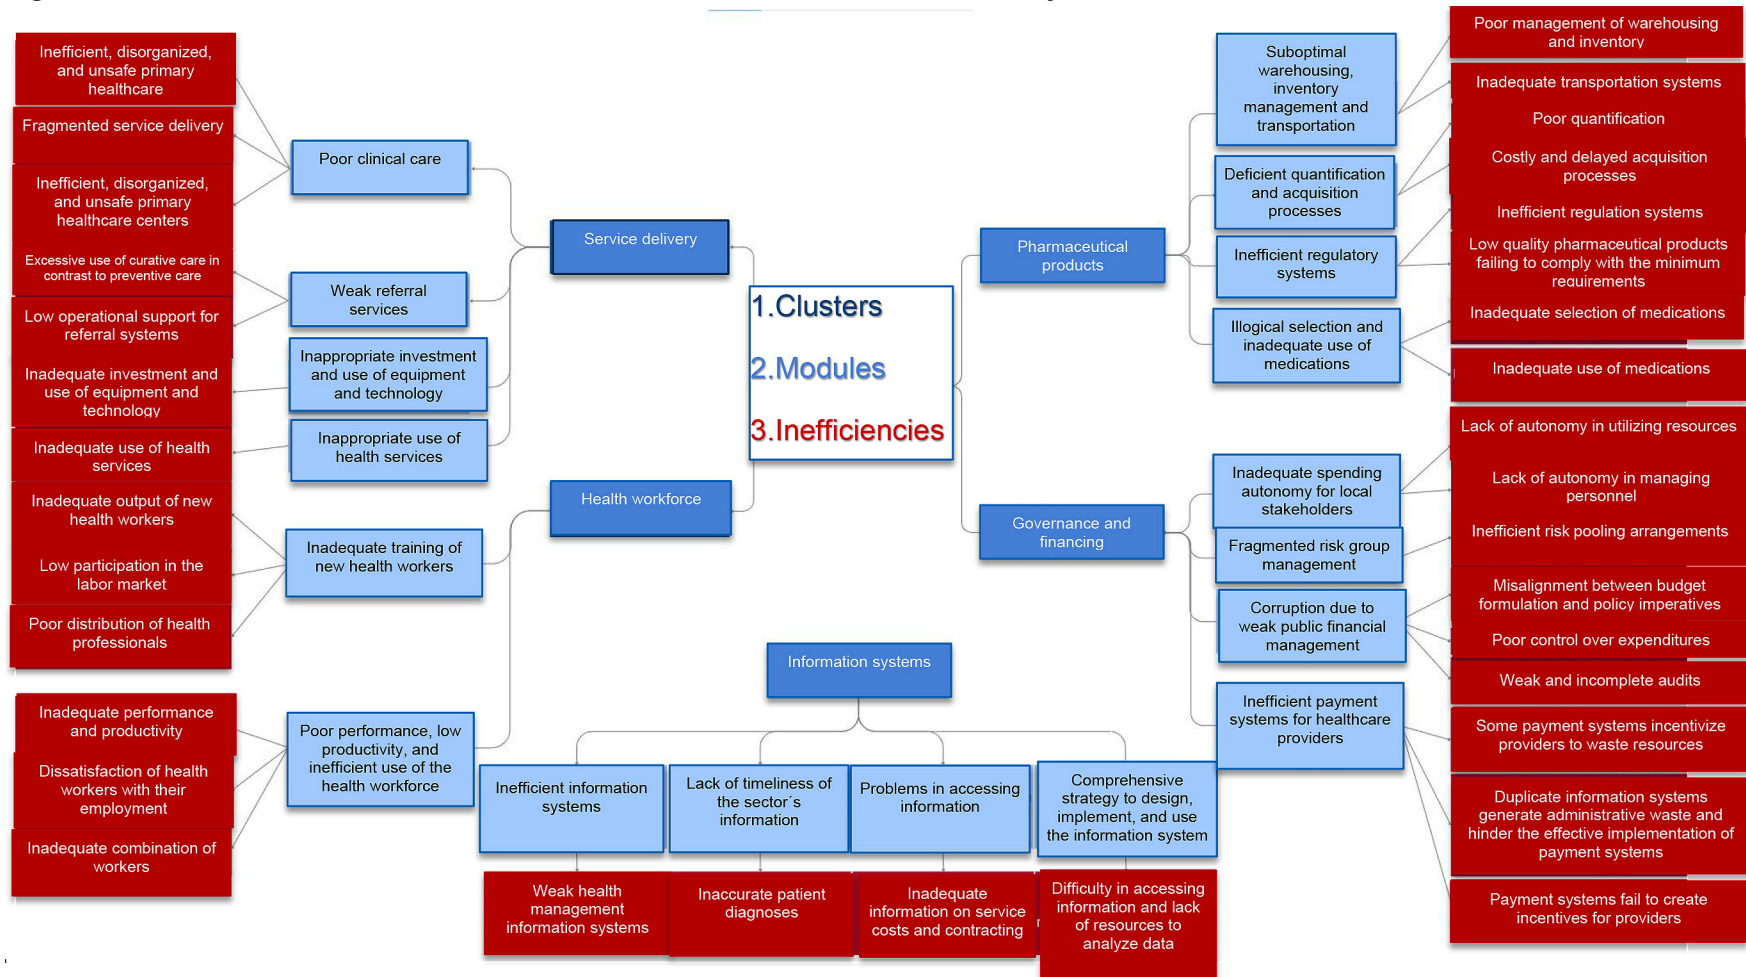 Inefficient, disorganized,
and unsafe primary
healthcare
Fragmented service delivery
Inefficient, disorganized,
and unsafe primary
healthcare centers
Excessive use of curative care in
contrast to preventive care
Low operational support for
referral systems
Inadequate investment and
use of equipment and
technology
Inadequate use of health
services
Inadequate output of new
health workers
Low participation in the
labor market
Poor distribution of health
professionals
Inadequate performance
and productivity
Dissatisfaction of health
workers with their
employment
Inadequate combination of
workers
Poor clinical care
Weak referral
services
Inappropriate investment
and use of equipment
and technology
Inappropriate use of
health services
Inadequate training of
new health workers
Poor performance, low
productivity, and
inefficient use of the
health workforce
Service delivery
Health workforce
1.Clusters
2.Modules
3.Inefficiencies
Information systems
Inefficient information
systems
Lack of timeliness of
the sector´s
information
Problems in accessing
information
Comprehensive
strategy to design,
implement, and use
the information system
Weak health
management
information systems
Inaccurate patient
diagnoses
Inadequate
information on service
costs and contracting
Difficulty in accessing
information and lack
of resources to
analyze data
Pharmaceutical
products
Governance and
financing
Suboptimal
warehousing,
inventory
management and
transportation
Deficient quantification
and acquisition
processes
Inefficient regulatory
systems
Illogical selection and
inadequate use of
medications
Inadequate spending
autonomy for local
stakeholders
Fragmented risk group
management
Corruption due to
weak public financial
management
Inefficient payment
systems for healthcare
providers
Poor management of warehousing
and inventory
Inadequate transportation systems
Poor quantification
Costly and delayed acquisition
processes
Inefficient regulation systems
Low quality pharmaceutical products
failing to comply with the minimum
requirements
Inadequate selection of medications
Inadequate use of medications
Lack of autonomy in utilizing resources
Lack of autonomy in managing
personnel
Inefficient risk pooling arrangements
Misalignment between budget
formulation and policy imperatives
Poor control over expenditures
Weak and incomplete audits
Some payment systems incentivize
providers to waste resources
Duplicate information systems
generate administrative waste and
hinder the effective implementation of
payment systems
Payment systems fail to create
incentives for providers